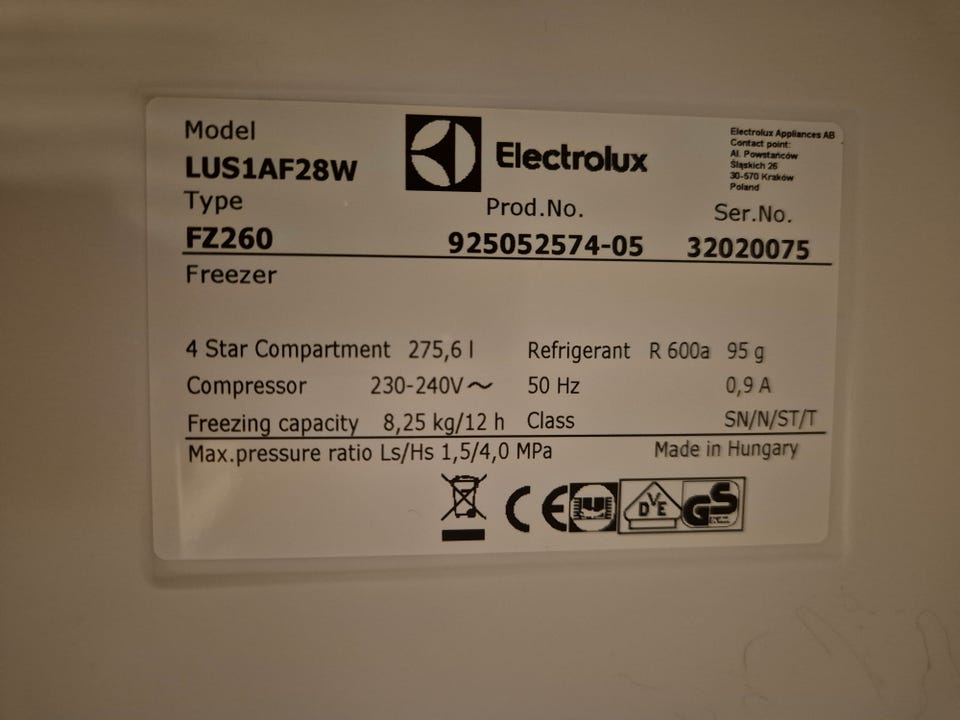 Model
LUS1AF28W
Electrolux
Electrolux Appliances AB
Contact point:
Al. Powstańców
Śląskich 26
30-570 Kraków
Poland
Type Prod.No. Ser.No.
FZ260 925052574-05 32020075
Freezer
4 Star Compartment 275,6 l Refrigerant R 600a 95 g
Compressor 230-240V~ 50 Hz 0,9 A
Freezing capacity 8,25 kg/12 h Class SN/N/ST/T
Max.pressure ratio Ls/Hs 1,5/4,0 MPa Made in Hungary
CE DVE GS